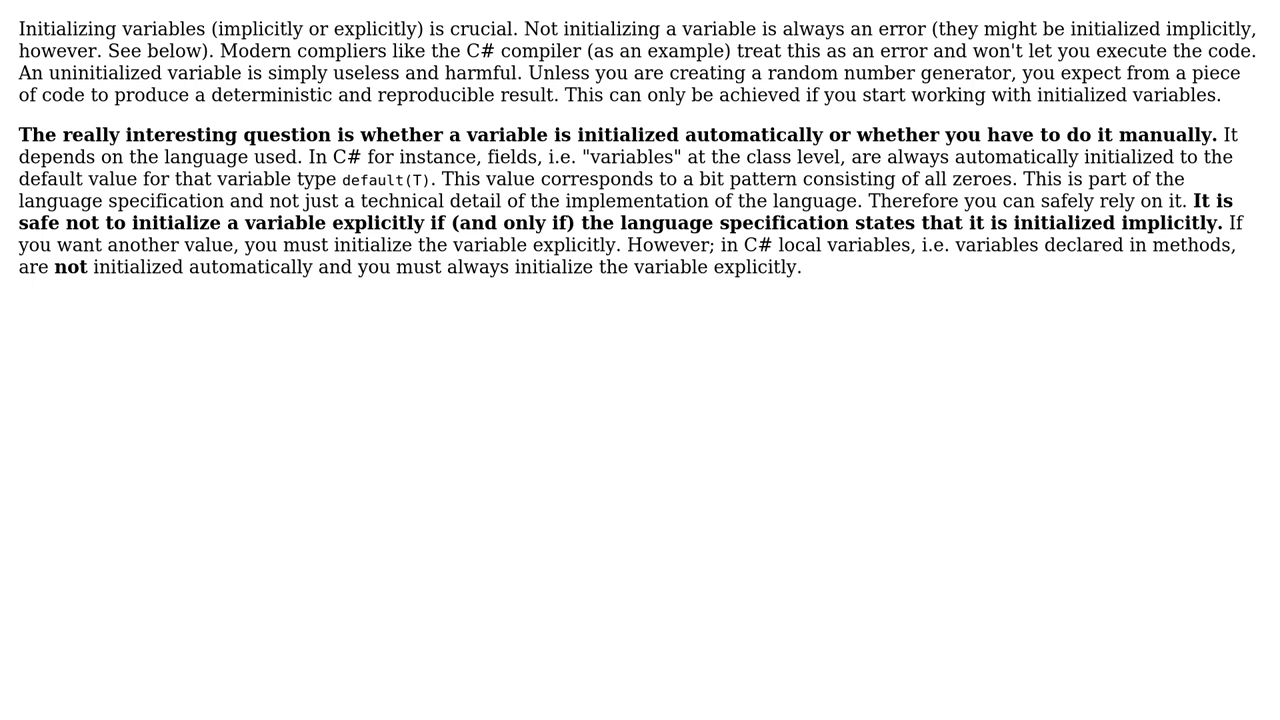 Initializing variables (implicitly or explicitly) is crucial. Not initializing a variable is always an error (they might be initialized implicitly,
however. See below). Modern compliers like the C# compiler (as an example) treat this as an error and won't let you execute the code.
An uninitialized variable is simply useless and harmful. Unless you are creating a random number generator, you expect from a piece
of code to produce a deterministic and reproducible result. This can only be achieved if you start working with initialized variables.
The really interesting question is whether a variable is initialized automatically or whether you have to do it manually. It
depends on the language used. In C# for instance, fields, i.e. "variables" at the class level, are always automatically initialized to the
default value for that variable type default(T). This value corresponds to a bit pattern consisting of all zeroes. This is part of the
language specification and not just a technical detail of the implementation of the language. Therefore you can safely rely on it. It is
safe not to initialize a variable explicitly if (and only if) the language specification states that it is initialized implicitly. If
you want another value, you must initialize the variable explicitly. However; in C# local variables, i.e. variables declared in methods,
are not initialized automatically and you must always initialize the variable explicitly.